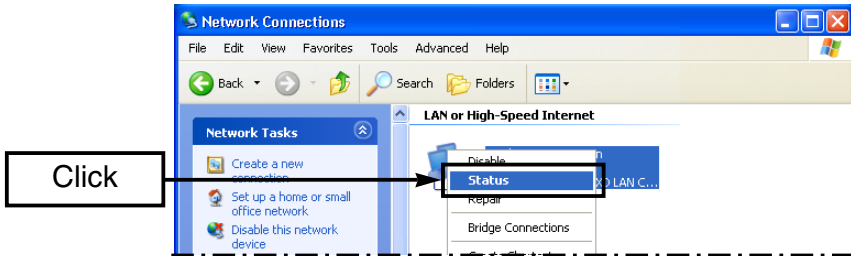 Network Connections
File Edit View Favorites Tools Advanced Help
Back Search Folders
LAN or High-Speed Internet
Network Tasks
Create a new
connection
Set up a home or small
office network
Disable this network
device
Click
Disable
Status
LAN C...
Repair
Bridge Connections